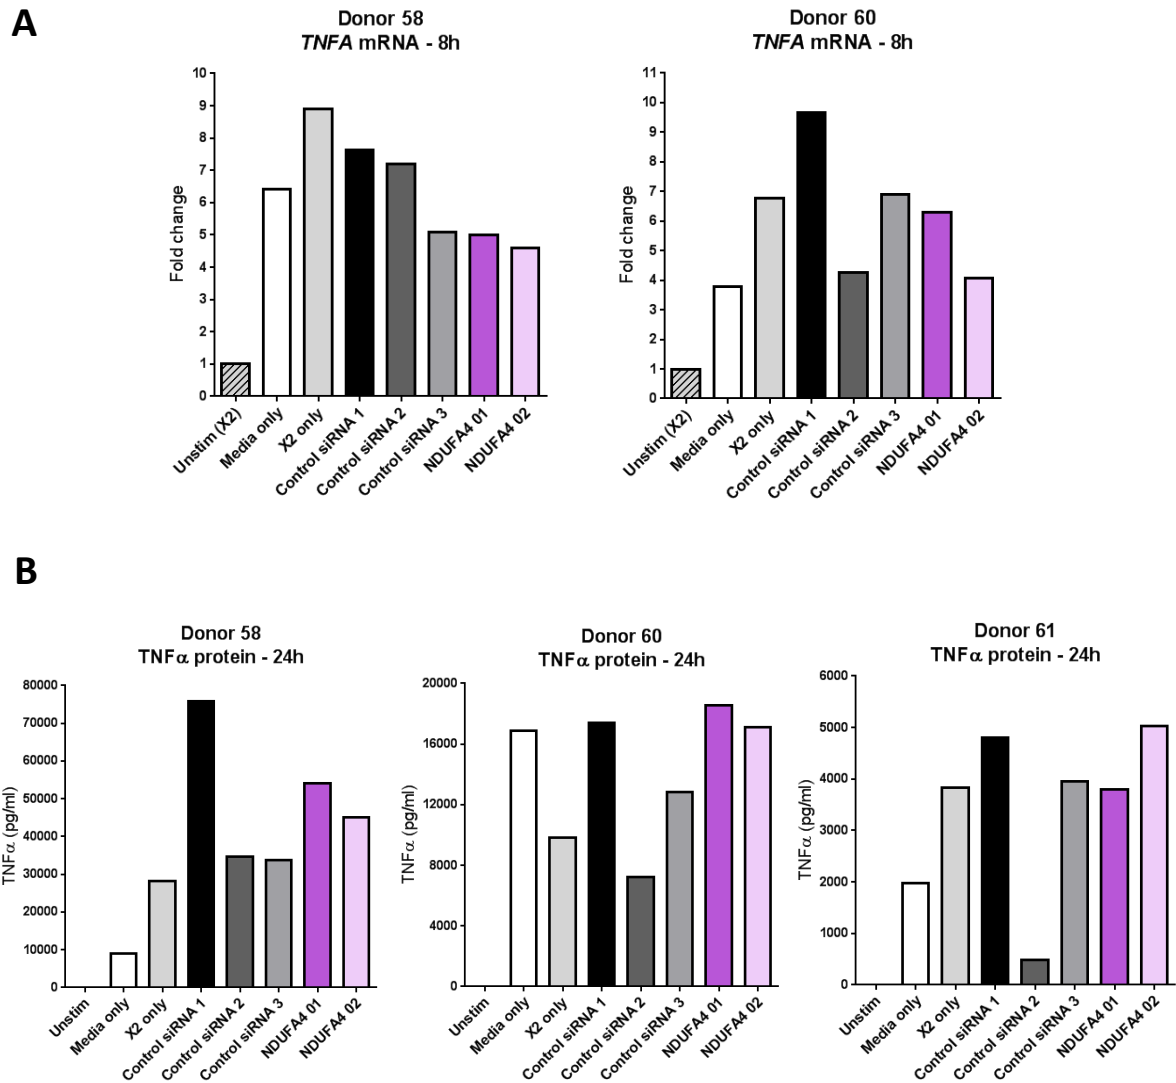 A
Donor 58
TNFA mRNA - 8h
Fold change
10
9
8
7
6
5
4
3
2
1
0
Unstim (X2)
Media only
X2 only
Control siRNA 1
Control siRNA 2
Control siRNA 3
NDUFA4 01
NDUFA4 02
Donor 60
TNFA mRNA - 8h
Fold change
11
10
9
8
7
6
5
4
3
2
1
0
Unstim (X2)
Media only
X2 only
Control siRNA 1
Control siRNA 2
Control siRNA 3
NDUFA4 01
NDUFA4 02
B
Donor 58
TNFα protein - 24h
TNFα (pg/ml)
80000
70000
60000
50000
40000
30000
20000
10000
0
Unstim
Media only
X2 only
Control siRNA 1
Control siRNA 2
Control siRNA 3
NDUFA4 01
NDUFA4 02
Donor 60
TNFα protein - 24h
TNFα (pg/ml)
20000
16000
12000
8000
4000
0
Unstim
Media only
X2 only
Control siRNA 1
Control siRNA 2
Control siRNA 3
NDUFA4 01
NDUFA4 02
Donor 61
TNFα protein - 24h
TNFα (pg/ml)
6000
5000
4000
3000
2000
1000
0
Unstim
Media only
X2 only
Control siRNA 1
Control siRNA 2
Control siRNA 3
NDUFA4 01
NDUFA4 02